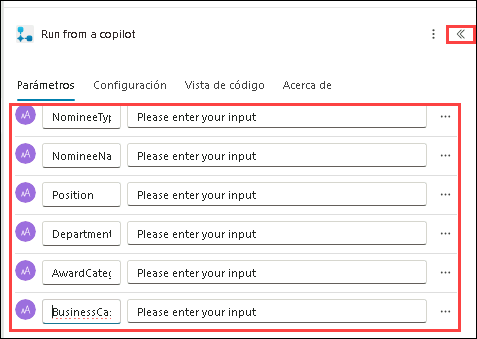 Run from a copilot
Parámetros Configuración Vista de código Acerca de
NomineeTyp Please enter your input
NomineeNa Please enter your input
Position Please enter your input
Department Please enter your input
AwardCateg Please enter your input
BusinessCa Please enter your input